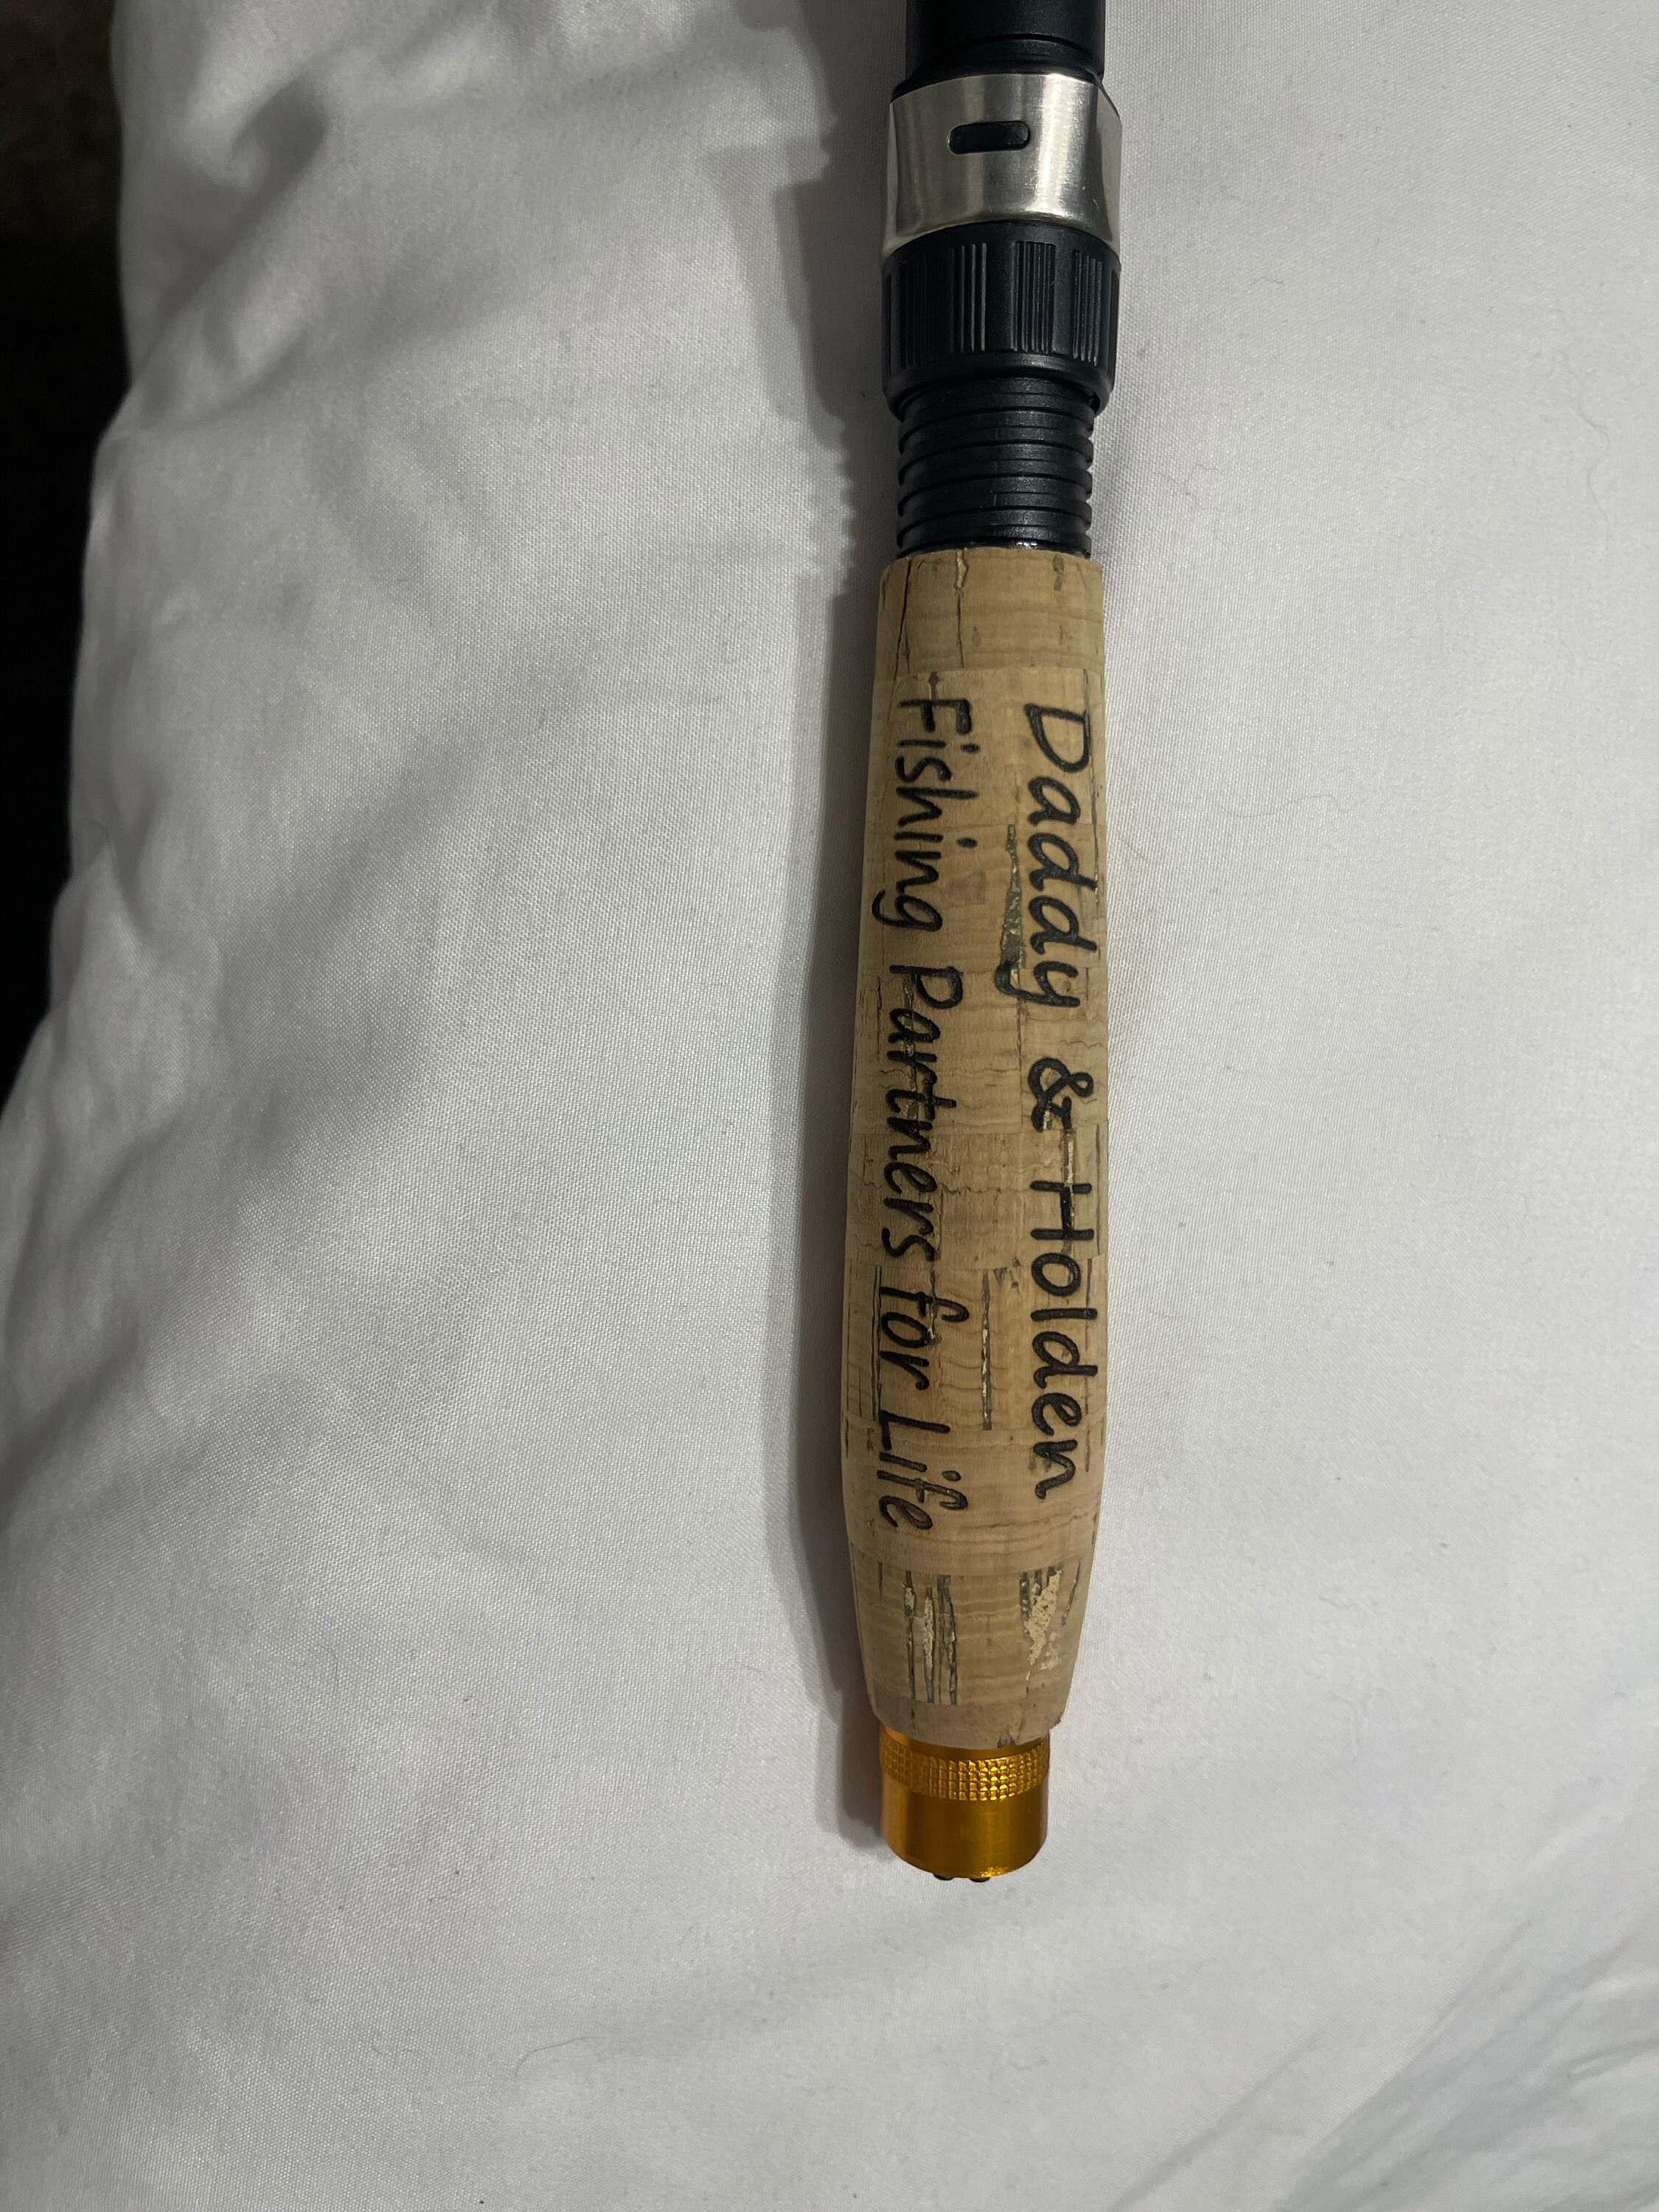 Daddy & Holden
Fishing Partners for Life